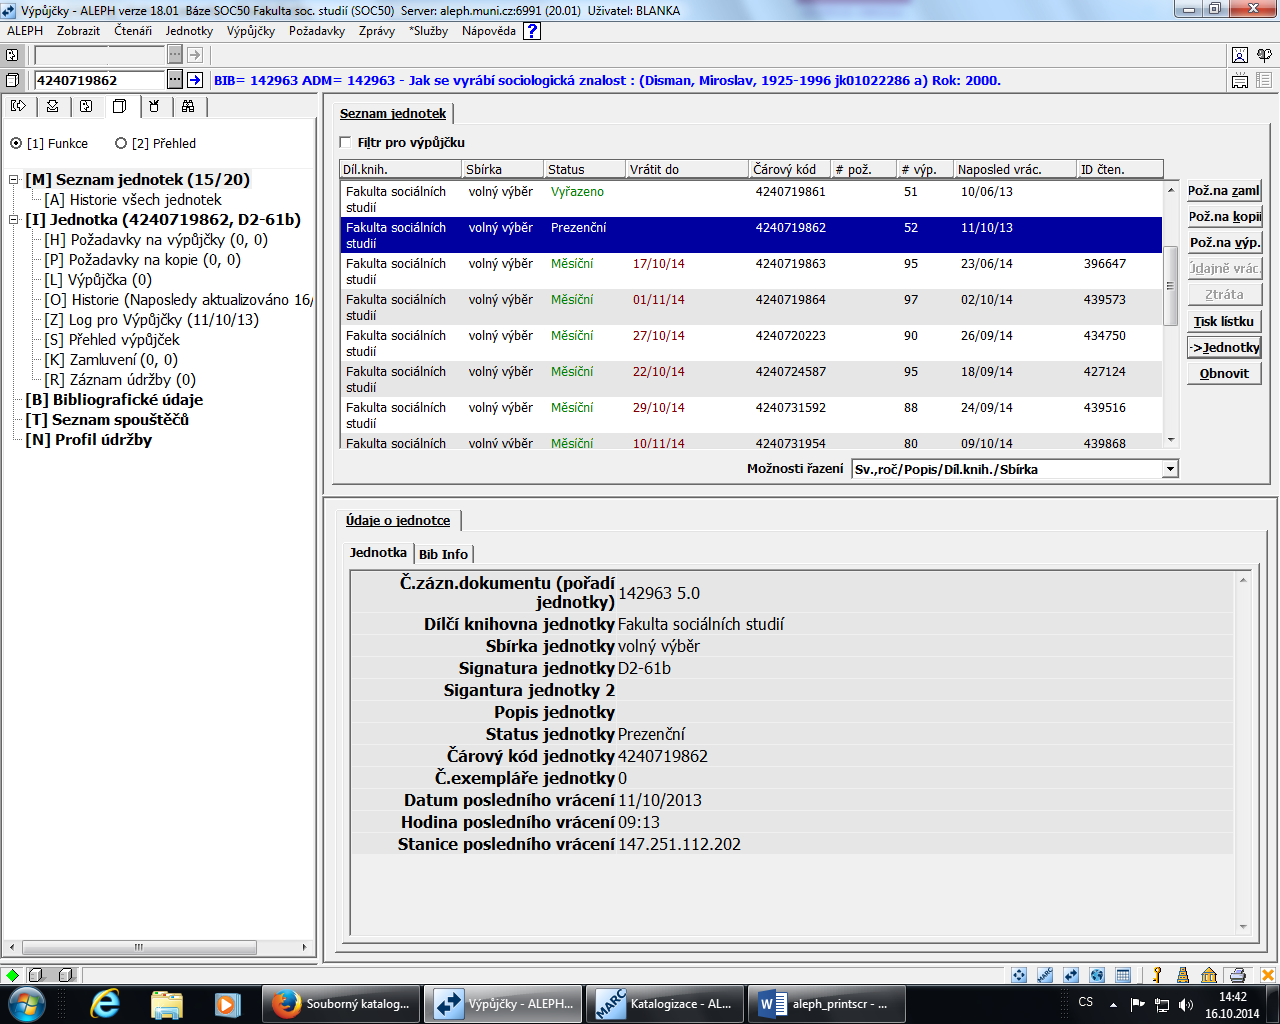 Výpůjčky - ALEPH verze 18.01  Báze SOC50 Fakulta soc. studií (SOC50)  Server: aleph.muni.cz:6991 (20.01)  Uživatel: BLANKA
ALEPH Zobrazit Čtenáři Jednotky Výpůjčky Požadavky Zprávy *Služby Nápověda ?
4240719862 ... BIB= 142963 ADM= 142963 - Jak se vyrábí sociologická znalost : (Disman, Miroslav, 1925-1996 jk01022286 a) Rok: 2000.
[1] Funkce [2] Přehled
[M] Seznam jednotek (15/20)
[A] Historie všech jednotek
[I] Jednotka (4240719862, D2-61b)
[H] Požadavky na výpůjčky (0, 0)
[P] Požadavky na kopie (0, 0)
[L] Výpůjčka (0)
[O] Historie (Naposledy aktualizováno 16/
[Z] Log pro Výpůjčky (11/10/13)
[S] Přehled výpůjček
[K] Zamluvení (0, 0)
[R] Záznam údržby (0)
[B] Bibliografické údaje
[T] Seznam spouštěčů
[N] Profil údržby
Seznam jednotek
Filtr pro výpůjčku
Díl.knih. Sbírka Status Vrátit do Čárový kód # pož. # výp. Naposled vrác. ID čten.
Fakulta sociálních studií volný výběr Vyřazeno 4240719861 51 10/06/13
Fakulta sociálních studií volný výběr Prezenční 4240719862 52 11/10/13
Fakulta sociálních studií volný výběr Měsíční 17/10/14 4240719863 95 23/06/14 396647
Fakulta sociálních studií volný výběr Měsíční 01/11/14 4240719864 97 02/10/14 439573
Fakulta sociálních studií volný výběr Měsíční 27/10/14 4240720223 90 26/09/14 434750
Fakulta sociálních studií volný výběr Měsíční 22/10/14 4240724587 95 18/09/14 427124
Fakulta sociálních studií volný výběr Měsíční 29/10/14 4240731592 88 24/09/14 439516
Fakulta sociálních volný výběr Měsíční 10/11/14 4240731954 80 09/10/14 439868
Pož.na zaml
Pož.na kopii
Pož.na výp.
Údajně vrác.
Ztráta
Tisk lístku
->Jednotky
Obnovit
Možnosti řazení Sv.,roč/Popis/Díl.knih./Sbírka
Údaje o jednotce
Jednotka Bib Info
Č.zázn.dokumentu (pořadí jednotky) 142963 5.0
Dílčí knihovna jednotky Fakulta sociálních studií
Sbírka jednotky volný výběr
Signatura jednotky D2-61b
Sigantura jednotky 2
Popis jednotky
Status jednotky Prezenční
Čárový kód jednotky 4240719862
Č.exempláře jednotky 0
Datum posledního vrácení 11/10/2013
Hodina posledního vrácení 09:13
Stanice posledního vrácení 147.251.112.202
MARC
Souborný katalog... Výpůjčky - ALEPH... MARC Katalogizace - AL... W aleph_printscr - ... CS 14:42
16.10.2014